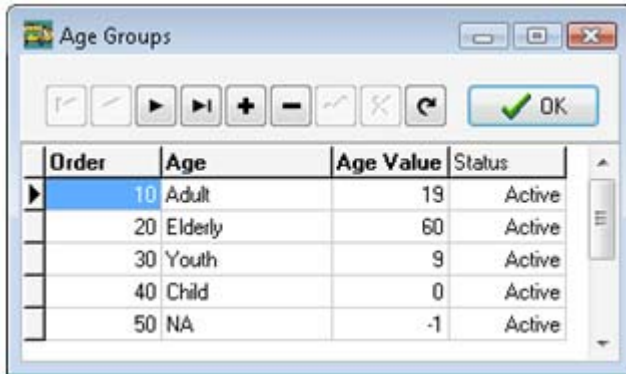 Age Groups
OK
Order Age Age Value Status
10 Adult 19 Active
20 Elderly 60 Active
30 Youth 9 Active
40 Child 0 Active
50 NA -1 Active